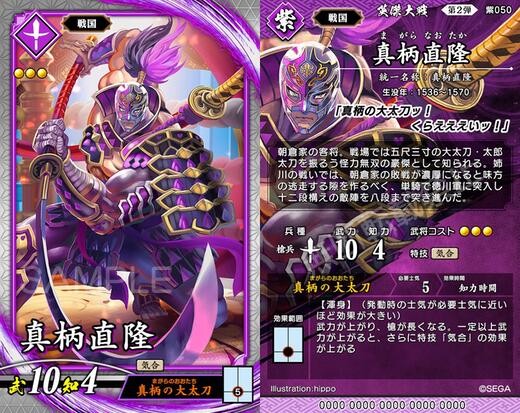 戦国
SAMPLE
真柄直隆
気合
武10知4
まがらのおおたち
真柄の大太刀
5
紫
戦国
英傑大戦
第2弾
紫050
まがら なおたか
真柄直隆
統一名称:真柄直隆
生没年:1536~1570
「真柄の大太刀ッ!
くらえええいッ!」
朝倉家の客将。戦場では五尺三寸の大太刀・太郎
太刀を振るう怪力無双の豪傑として知られる。姉
川の戦いでは、朝倉家の敗戦が濃厚になると味方
の逃走する隙を作るべく、単騎で徳川軍に突入し
十二段構えの敵陣を八段まで突き進んだ。
兵種 武力 知力 武将コスト
槍兵 10 4 特技 気合
まがらのおおたち 必要士気 効果時間
真柄の大太刀 5 知力時間
効果範囲
【渾身】(発動時の士気が必要士気に近い
ほど効果が大きい)
武力が上がり、槍が長くなる。一定以上武
力が上がると、さらに特技「気合」の効果
が上がる
Illustration:hippo
©SEGA
0000 0000 0000 0000 0000